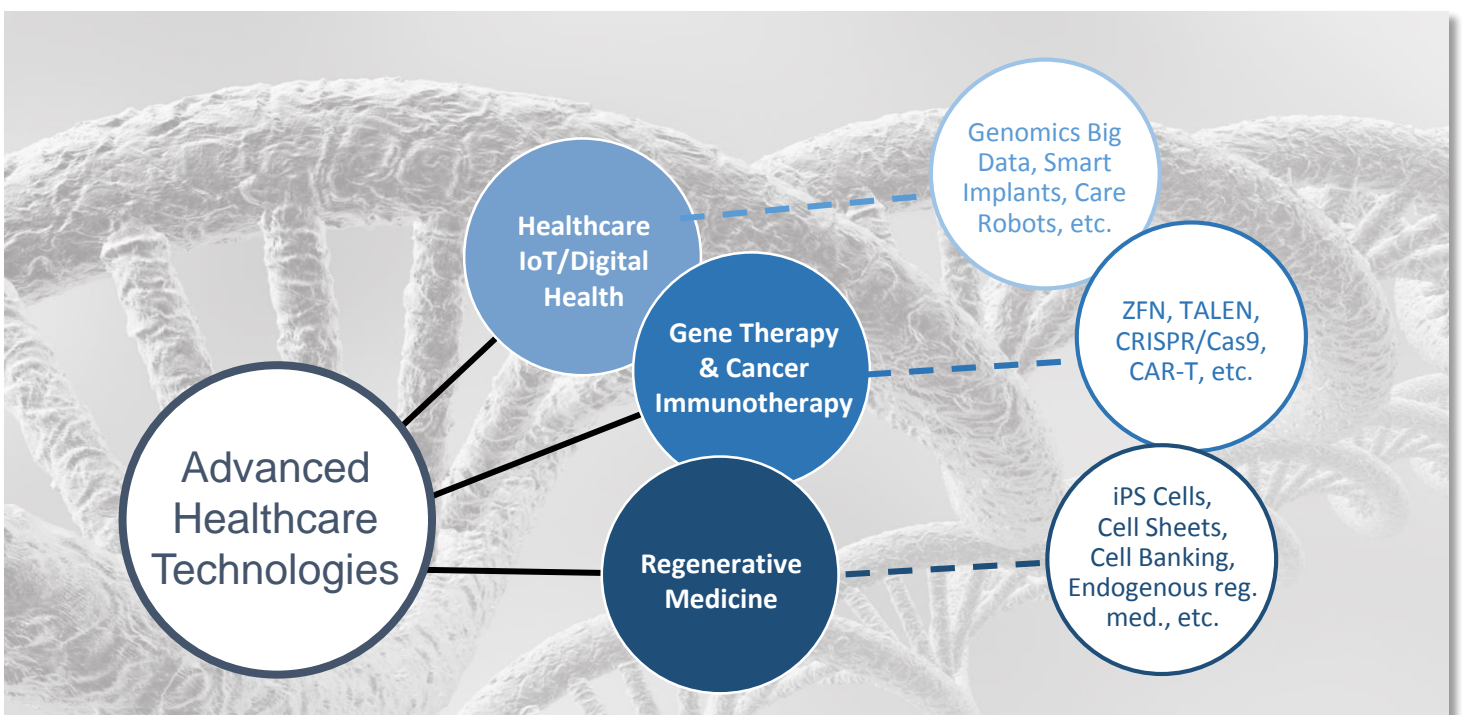 Advanced
Healthcare
Technologies
Healthcare
IoT/Digital
Health
Genomics Big
Data, Smart
Implants, Care
Robots, etc.
Gene Therapy
& Cancer
Immunotherapy
ZFN, TALEN,
CRISPR/Cas9,
CAR-T, etc.
Regenerative
Medicine
iPS Cells,
Cell Sheets,
Cell Banking,
Endogenous reg.
med., etc.